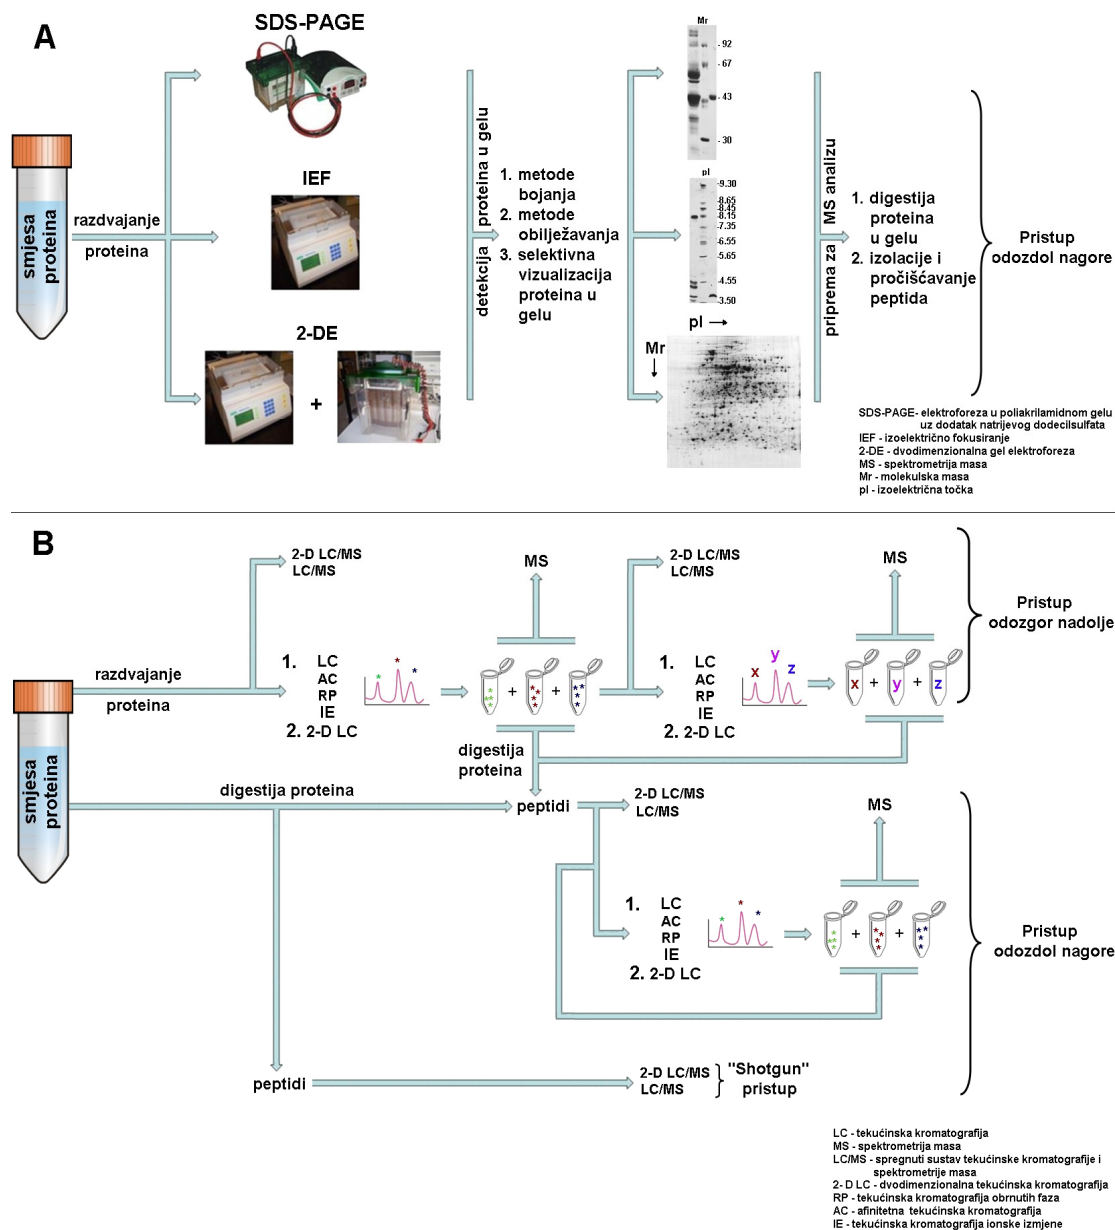 A
SDS-PAGE
IEF
2-DE
+
smjesa
proteina
razdvajanje
proteina
detekcija proteina u gelu
1. metode
bojanja
2. metode
obilježavanja
3. selektivna
vizualizacija
proteina u
gelu
Mr
- 92
- 67
- 43
- 30
pI
-9.30
-8.65
-8.45
-8.15
-7.35
-6.55
-5.65
-4.55
-3.50
pI
Mr
priprema za MS analizu
1. digestija
proteina
u gelu
2. izolacije i
pročišćavanje
peptida
Pristup
odozdol nagore
SDS-PAGE- elektroforeza u poliakrilamidnom gelu
uz dodatak natrijevog dodecilsulfata
IEF - izoelektrično fokusiranje
2-DE - dvodimenzionalna gel elektroforeza
MS - spektrometrija masa
Mr - molekulska masa
pI - izoelektrična točka
B
smjesa
proteina
razdvajanje
proteina
2-D LC/MS
LC/MS
1. LC
AC
RP
IE
2. 2-D LC
* * *
MS
+ +
2-D LC/MS
LC/MS
1. LC
AC
RP
IE
2. 2-D LC
x y z
MS
x + y + z
Pristup
odozgor nadolje
digestija
proteina
digestija proteina
peptidi
2-D LC/MS
LC/MS
1. LC
AC
RP
IE
2. 2-D LC
* * *
MS
+ +
Pristup
odozdol nagore
peptidi
2-D LC/MS
LC/MS
"Shotgun"
pristup
LC - tekućinska kromatografija
MS - spektrometrija masa
LC/MS - spregnuti sustav tekućinske kromatografije i
spektrometrije masa
2- D LC - dvodimenzionalna tekućinska kromatografija
RP - tekućinska kromatografija obrnutih faza
AC - afinitetna tekućinska kromatografija
IE - tekućinska kromatografija ionske izmjene